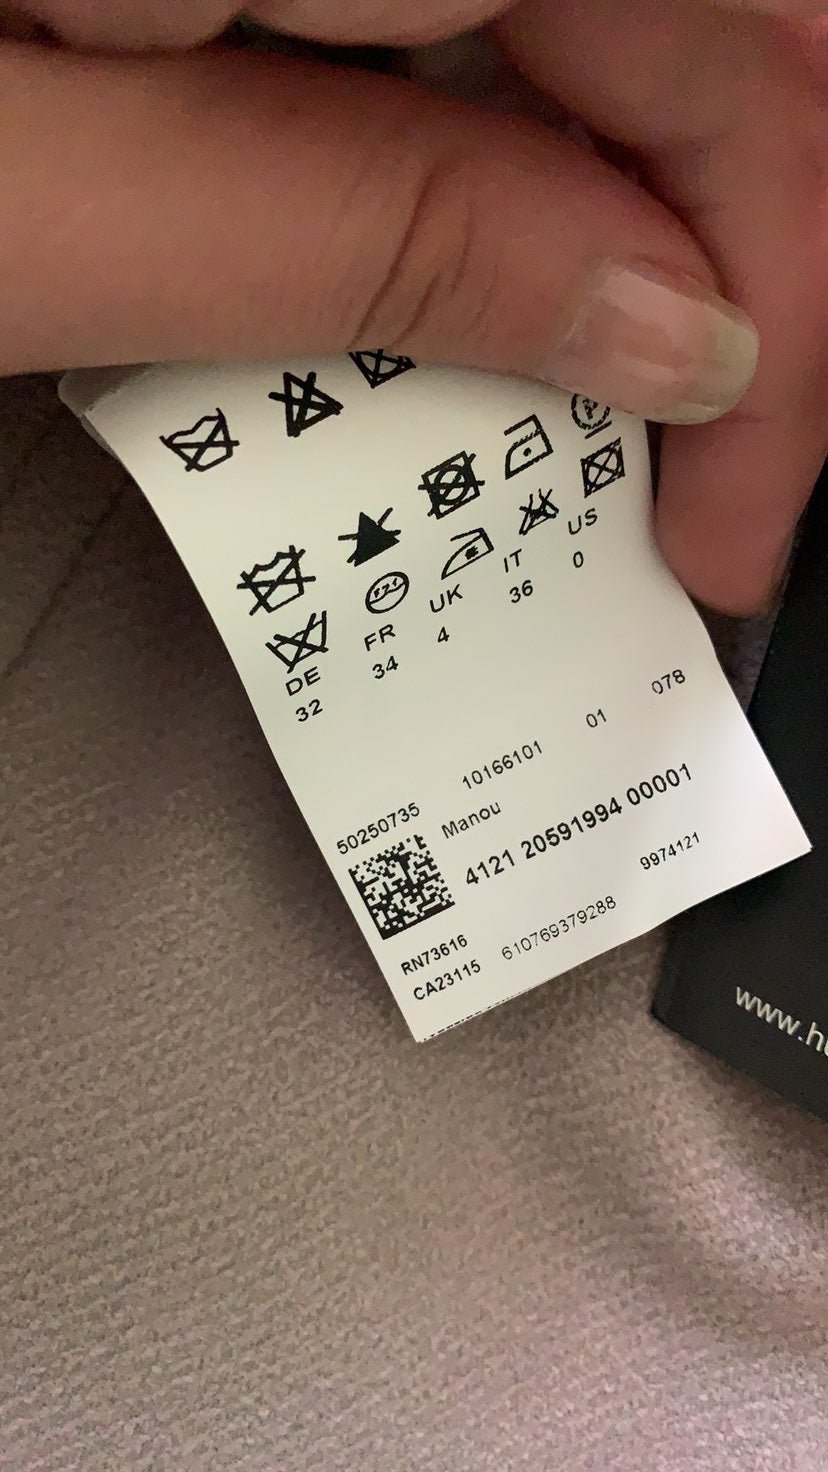 DE FR UK IT US
32 34 4 36 0
50250735 10166101 01 078
Manou
4121 20591994 00001
RN73616
CA23115 610769379288 9974121
www.hu